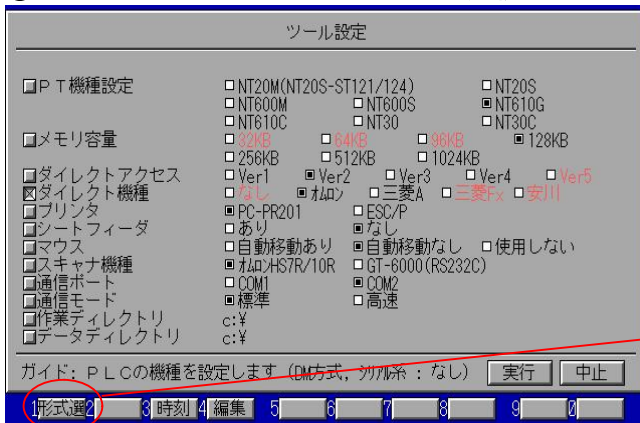 ツール設定
PT機種設定 NT20M(NT20S-ST121/124) NT20S
NT600M NT600S NT610G
NT610C NT30 NT30C
メモリ容量 32KB 64KB 96KB 128KB
256KB 512KB 1024KB
ダイレクトアクセス Ver1 Ver2 Ver3 Ver4 Ver5
ダイレクト機種 なし オムロン 三菱A 三菱Fx 安川
プリンタ PC-PR201 ESC/P
シートフィーダ あり なし
マウス 自動移動あり 自動移動なし 使用しない
スキャナ機種 オムロンHS7R/10R GT-6000(RS232C)
通信ポート COM1 COM2
通信モード 標準 高速
作業ディレクトリ c:¥
データディレクトリ c:¥
ガイド: PLCの機種を設定します (DM方式, シリアル系 : なし) 実行 中止
1形式選2 3 時刻 4 編集 5 6 7 8 9 0